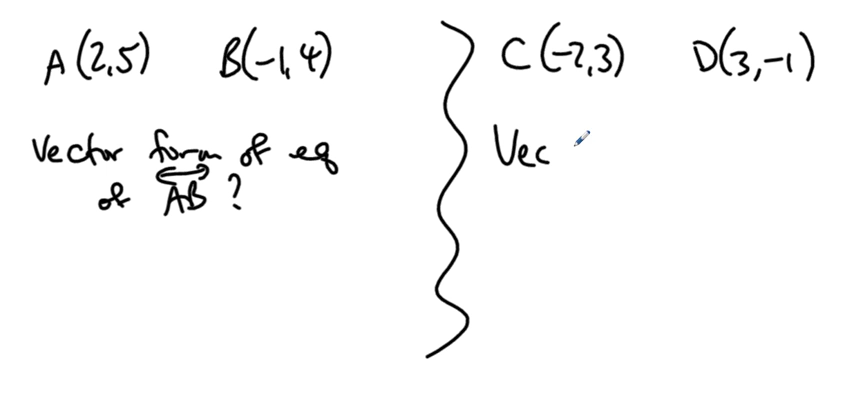 A(2,5) B(-1,4)
Vector form of eq
of AB ?
C(-2,3) D(3,-1)
Vec